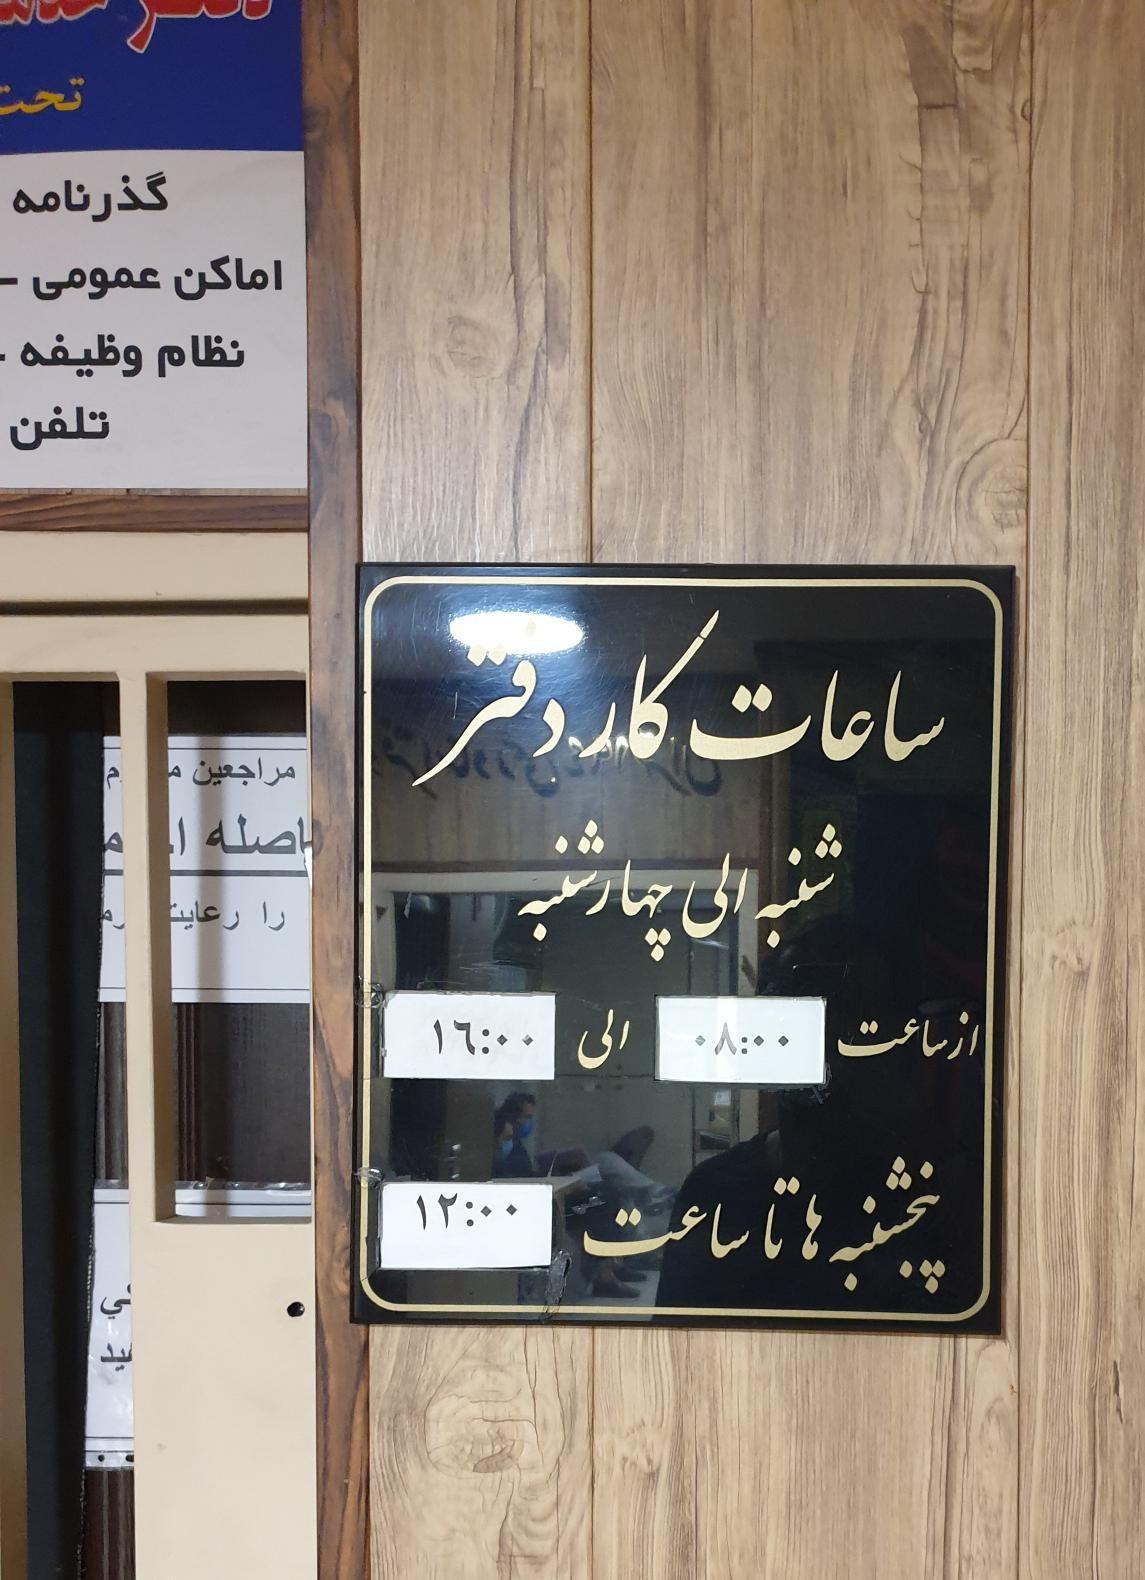 تحت
گذرنامه
اماکن عمومی -
نظام وظیفه -
تلفن
مراجعین
را
ساعات کار دفتر
شنبه الی چهارشنبه
از ساعت ۰۸:۰۰ الی ۱۶:۰۰
پنجشنبه ها تا ساعت ۱۲:۰۰